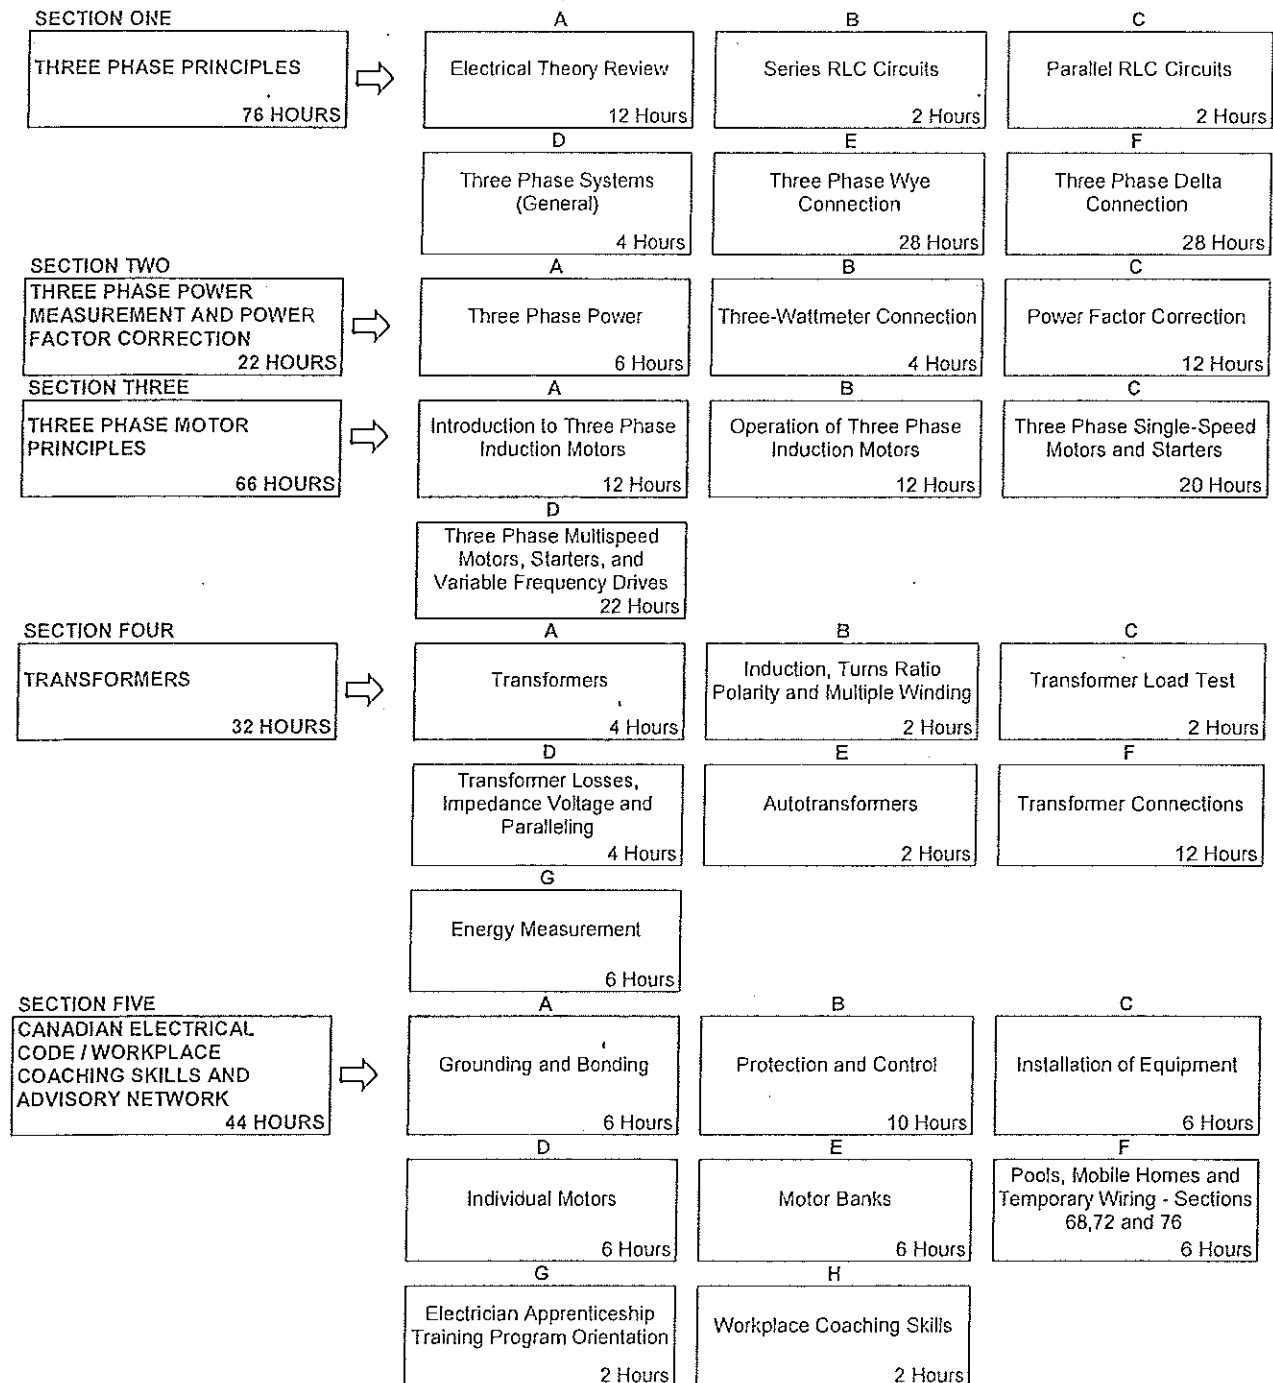 SECTION ONE
THREE PHASE PRINCIPLES
76 HOURS
A
Electrical Theory Review
12 Hours
B
Series RLC Circuits
2 Hours
C
Parallel RLC Circuits
2 Hours
D
Three Phase Systems
(General)
4 Hours
E
Three Phase Wye
Connection
28 Hours
F
Three Phase Delta
Connection
28 Hours
SECTION TWO
THREE PHASE POWER
MEASUREMENT AND POWER
FACTOR CORRECTION
22 HOURS
A
Three Phase Power
6 Hours
B
Three-Wattmeter Connection
4 Hours
C
Power Factor Correction
12 Hours
SECTION THREE
THREE PHASE MOTOR
PRINCIPLES
66 HOURS
A
Introduction to Three Phase
Induction Motors
12 Hours
B
Operation of Three Phase
Induction Motors
12 Hours
C
Three Phase Single-Speed
Motors and Starters
20 Hours
D
Three Phase Multispeed
Motors, Starters, and
Variable Frequency Drives
22 Hours
SECTION FOUR
TRANSFORMERS
32 HOURS
A
Transformers
4 Hours
B
Induction, Turns Ratio
Polarity and Multiple Winding
2 Hours
C
Transformer Load Test
2 Hours
D
Transformer Losses,
Impedance Voltage and
Paralleling
4 Hours
E
Autotransformers
2 Hours
F
Transformer Connections
12 Hours
G
Energy Measurement
6 Hours
SECTION FIVE
CANADIAN ELECTRICAL
CODE / WORKPLACE
COACHING SKILLS AND
ADVISORY NETWORK
44 HOURS
A
Grounding and Bonding
6 Hours
B
Protection and Control
10 Hours
C
Installation of Equipment
6 Hours
D
Individual Motors
6 Hours
E
Motor Banks
6 Hours
F
Pools, Mobile Homes and
Temporary Wiring - Sections
68,72 and 76
6 Hours
G
Electrician Apprenticeship
Training Program Orientation
2 Hours
H
Workplace Coaching Skills
2 Hours